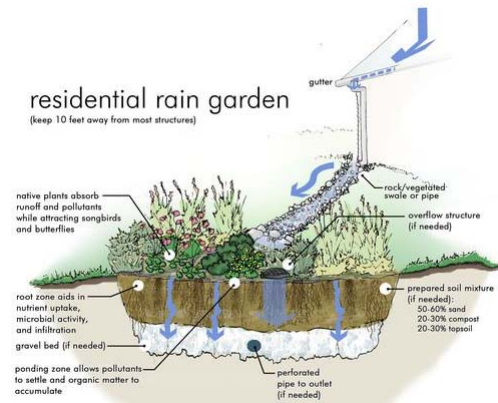 gutter
residential rain garden
(keep 10 feet away from most structures)
rock/vegetated
swale or pipe
native plants absorb
runoff and pollutants
while attracting songbirds
and butterflies
overflow structure
(if needed)
root zone aids in
nutrient uptake,
microbial activity,
and infiltration
prepared soil mixture
(if needed):
50-60% sand
20-30% compost
20-30% topsoil
gravel bed (if needed)
ponding zone allows pollutants
to settle and organic matter to
accumulate
perforated
pipe to outlet
(if needed)